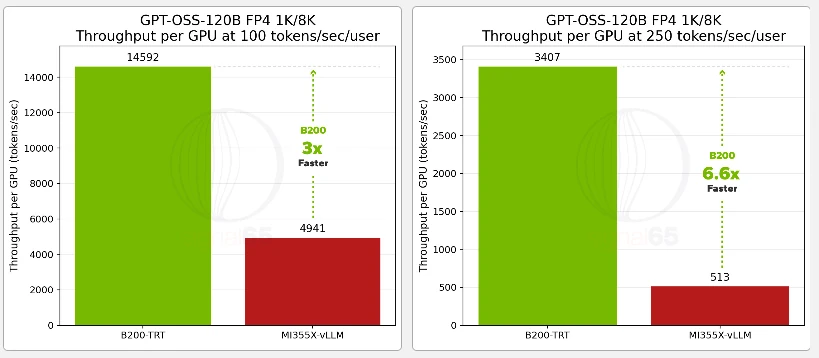 GPT-OSS-120B FP4 1K/8K
Throughput per GPU at 100 tokens/sec/user
Throughput per GPU (tokens/sec)
14000
12000
10000
8000
6000
4000
2000
0
14592
B200
3x
Faster
4941
B200-TRT
MI355X-vLLM
GPT-OSS-120B FP4 1K/8K
Throughput per GPU at 250 tokens/sec/user
Throughput per GPU (tokens/sec)
3500
3000
2500
2000
1500
1000
500
0
3407
B200
6.6x
Faster
513
B200-TRT
MI355X-vLLM